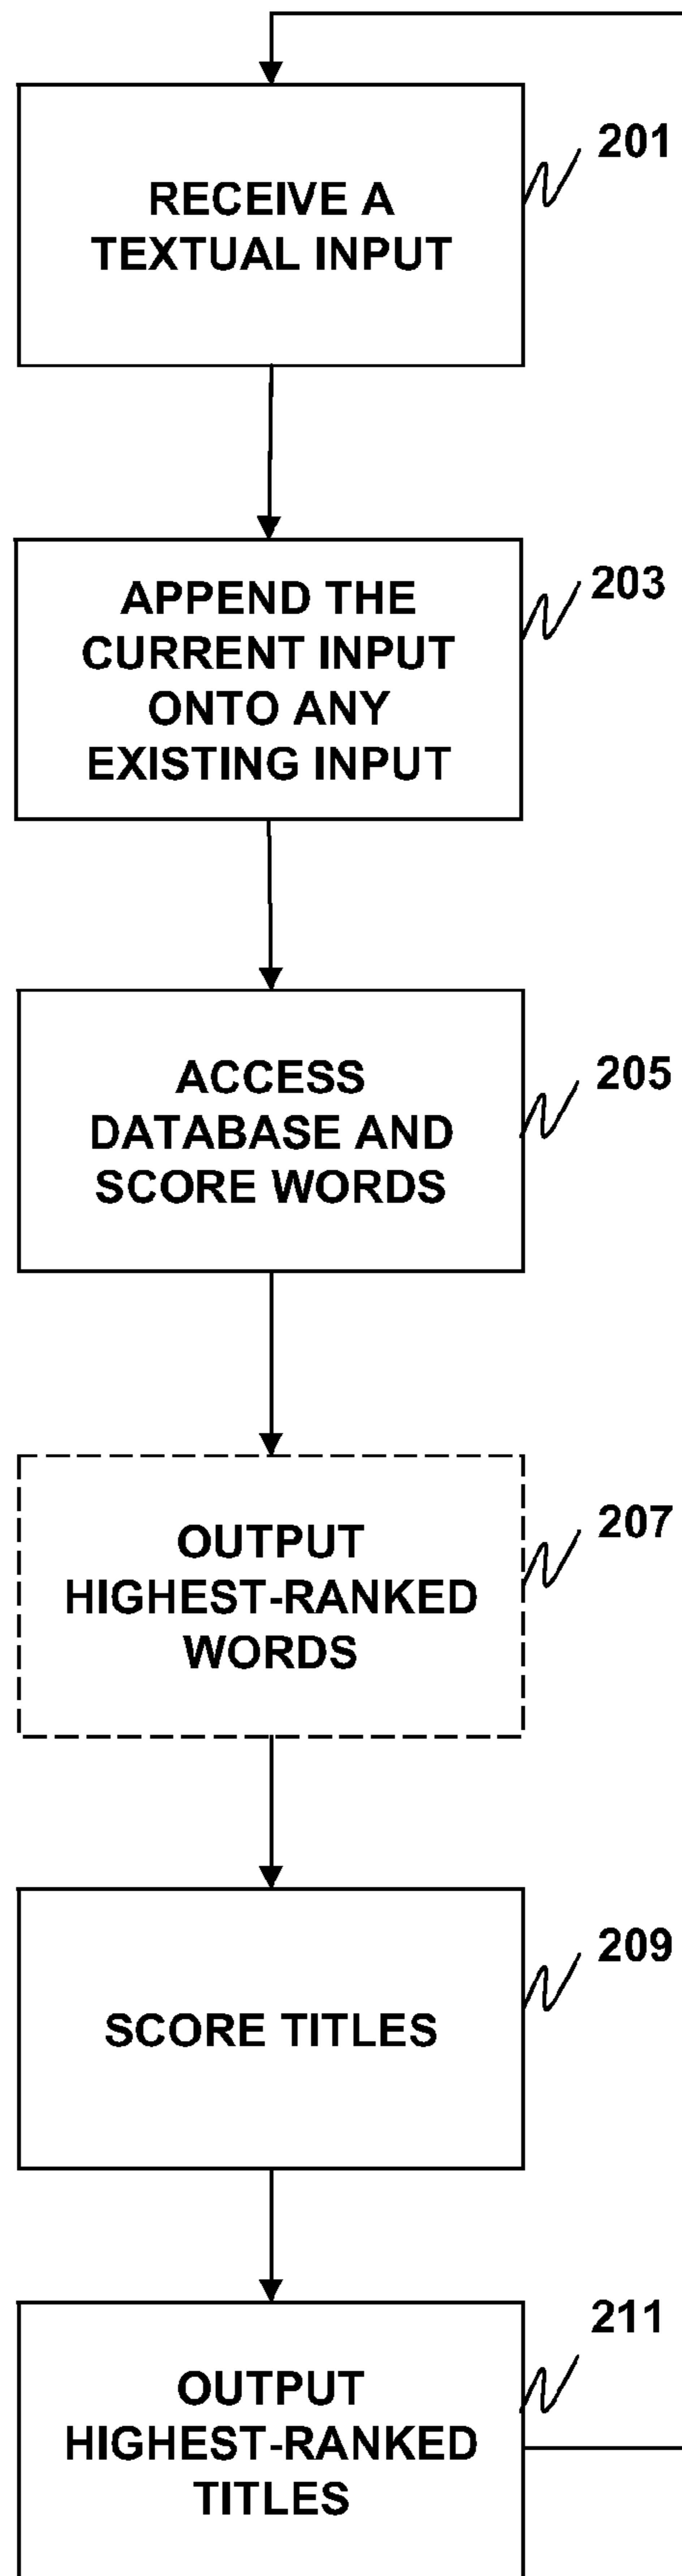 201
RECEIVE A
TEXTUAL INPUT
203
APPEND THE
CURRENT INPUT
ONTO ANY
EXISTING INPUT
205
ACCESS
DATABASE AND
SCORE WORDS
207
OUTPUT
HIGHEST-RANKED
WORDS
209
SCORE TITLES
211
OUTPUT
HIGHEST-RANKED
TITLES